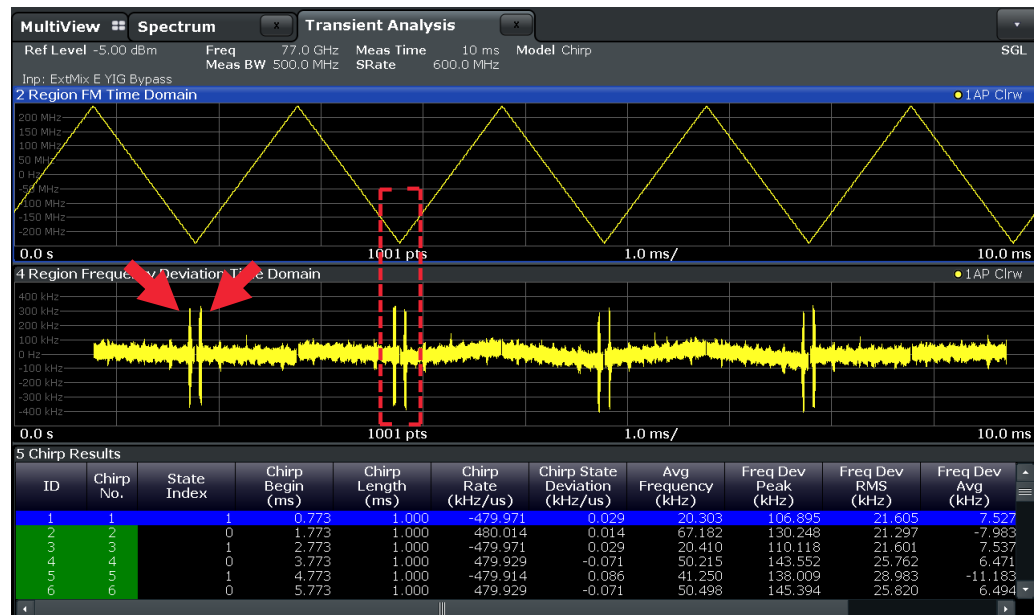 MultiView Spectrum x Transient Analysis x
Ref Level -5.00 dBm Freq 77.0 GHz Meas Time 10 ms Model Chirp SGL
Meas BW 500.0 MHz SRate 600.0 MHz
Inp: ExtMix E YIG Bypass
2 Region FM Time Domain 1AP Clrw
200 MHz
150 MHz
100 MHz
50 MHz
0 Hz
-50 MHz
-100 MHz
-150 MHz
-200 MHz
0.0 s 1001 pts 1.0 ms/ 10.0 ms
4 Region Frequency Deviation Time Domain 1AP Clrw
400 kHz
300 kHz
200 kHz
100 kHz
0 Hz
-100 kHz
-200 kHz
-300 kHz
-400 kHz
0.0 s 1001 pts 1.0 ms/ 10.0 ms
5 Chirp Results
ID Chirp No. State Index Chirp Begin (ms) Chirp Length (ms) Chirp Rate (kHz/us) Chirp State Deviation (kHz/us) Avg Frequency (kHz) Freq Dev Peak (kHz) Freq Dev RMS (kHz) Freq Dev Avg (kHz)
1 1 1 0.773 1.000 -479.971 0.029 20.303 106.895 21.605 7.527
2 2 0 1.773 1.000 480.014 0.014 67.182 130.248 21.297 -7.983
3 3 1 2.773 1.000 -479.971 0.029 20.410 110.118 21.601 7.537
4 4 0 3.773 1.000 479.929 -0.071 50.215 143.552 25.762 6.471
5 5 1 4.773 1.000 -479.914 0.086 41.250 138.009 28.983 -11.183
6 6 0 5.773 1.000 479.929 -0.071 50.498 145.394 25.820 6.494